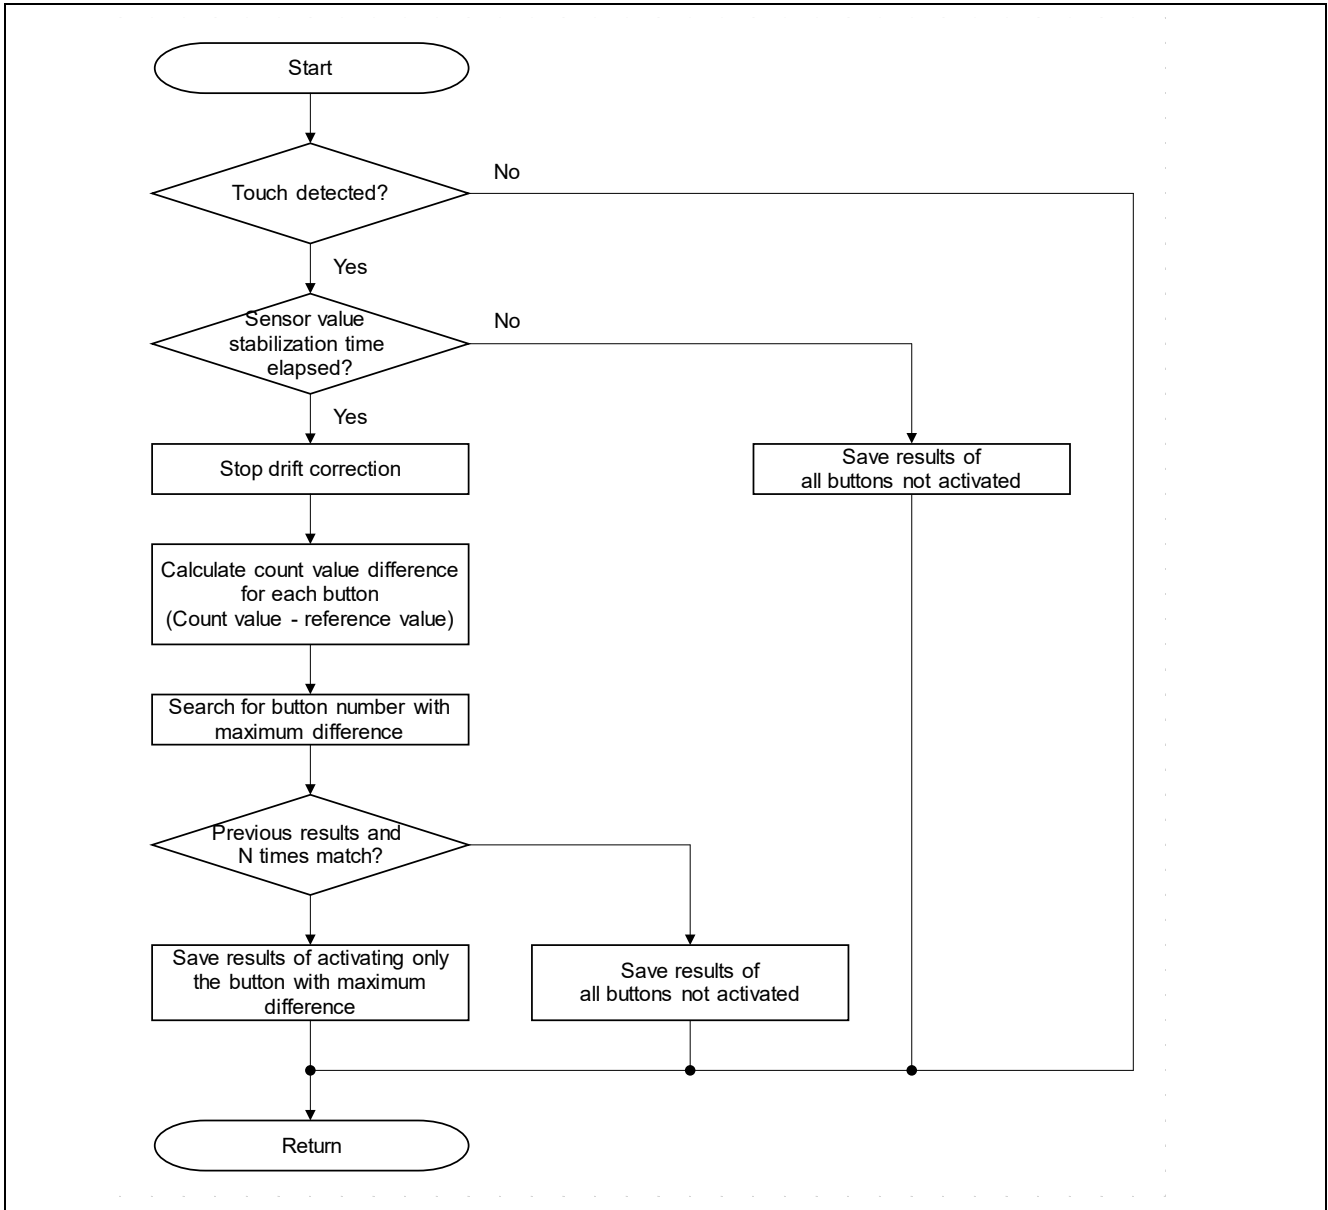 Start
Touch detected?
No
Yes
Sensor value
stabilization time
elapsed?
No
Yes
Stop drift correction
Save results of
all buttons not activated
Calculate count value difference
for each button
(Count value - reference value)
Search for button number with
maximum difference
Previous results and
N times match?
Save results of activating only
the button with maximum
difference
Save results of
all buttons not activated
Return